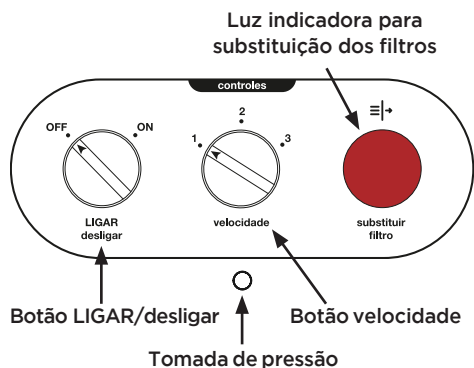 Luz indicadora para
substituição dos filtros
controles
OFF
ON
1
2
3
LIGAR
desligar
velocidade
substituir
filtro
Botão LIGAR/desligar
Botão velocidade
Tomada de pressão